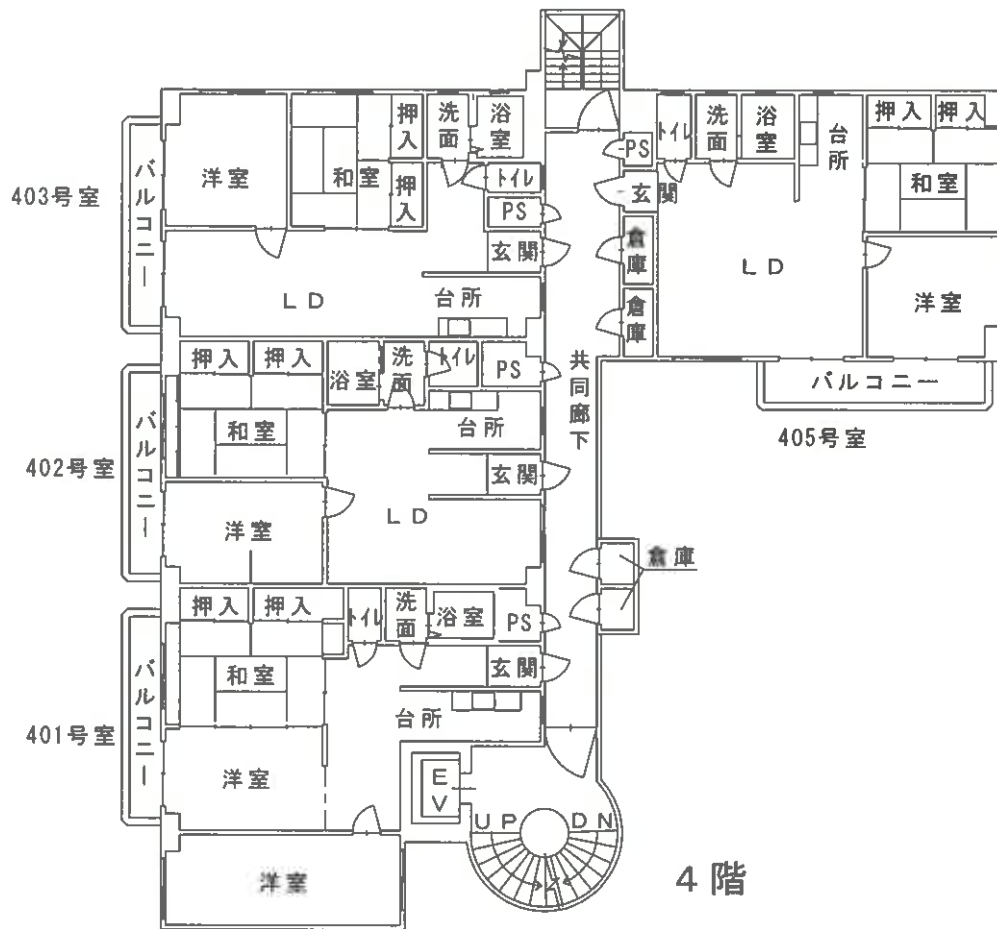 403号室
バルコニー
洋室
和室
押入
押入
洗面
浴室
トイレ
PS
玄関
LD
台所
402号室
バルコニー
押入
押入
浴室
洗面
トイレ
PS
和室
台所
玄関
洋室
LD
401号室
バルコニー
押入
押入
トイレ
洗面
浴室
PS
和室
玄関
台所
洋室
洋室
EV
UP
DN
共同廊下
倉庫
PS
トイレ
洗面
浴室
台所
押入
押入
玄関
和室
倉庫
倉庫
LD
洋室
バルコニー
405号室
4階